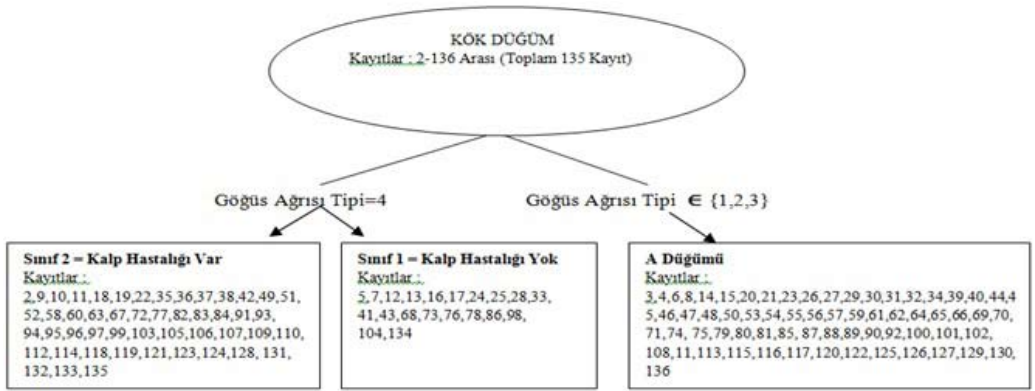 KÖK DÜĞÜM
Kayıtlar : 2-136 Arası (Toplam 135 Kayıt)
Göğüs Ağrısı Tipi=4
Göğüs Ağrısı Tipi ∈ {1,2,3}
Sınıf 2 = Kalp Hastalığı Var
Kayıtlar :
2,9,10,11,18,19,22,35,36,37,38,42,49,51,
52,58,60,63,67,72,77,82,83,84,91,93,
94,95,96,97,99,103,105,106,107,109,110,
112,114,118,119,121,123,124,128, 131,
132,133,135
Sınıf 1 = Kalp Hastalığı Yok
Kayıtlar :
5,7,12,13,16,17,24,25,28,33,
41,43,68,73,76,78,86,98,
104,134
A Düğümü
Kayıtlar :
3,4,6,8,14,15,20,21,23,26,27,29,30,31,32,34,39,40,44,4
5,46,47,48,50,53,54,55,56,57,59,61,62,64,65,66,69,70,
71,74, 75,79,80,81,85, 87,88,89,90,92,100,101,102,
108,11,113,115,116,117,120,122,125,126,127,129,130,
136